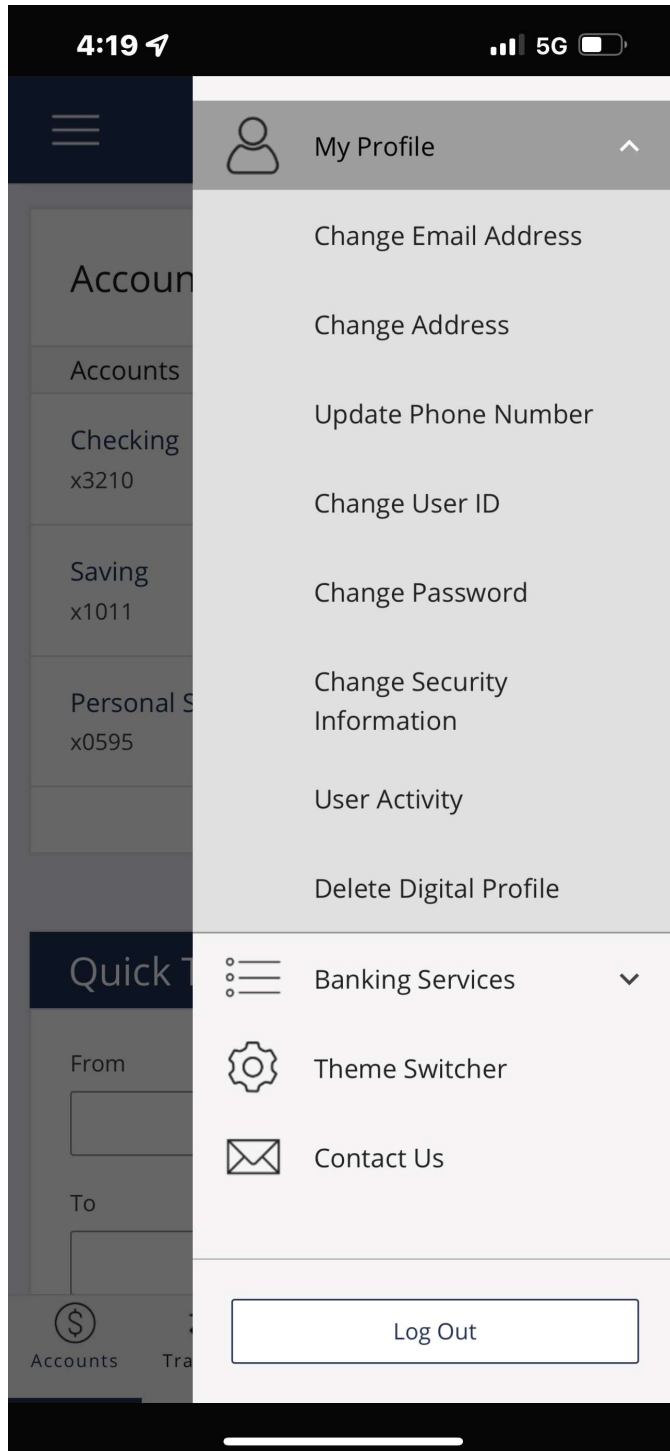 4:19
5G
My Profile
Change Email Address
Change Address
Update Phone Number
Change User ID
Change Password
Change Security
Information
User Activity
Delete Digital Profile
Banking Services
Theme Switcher
Contact Us
Log Out
Accoun
Accounts
Checking
x3210
Saving
x1011
Personal S
x0595
Quick T
From
To
Accounts
Tra